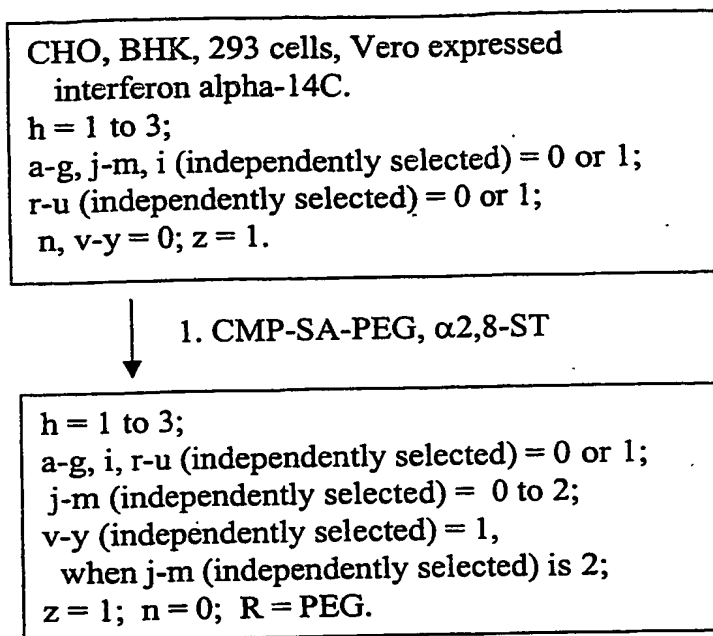 CHO, BHK, 293 cells, Vero expressed
interferon alpha-14C.
h = 1 to 3;
a-g, j-m, i (independently selected) = 0 or 1;
r-u (independently selected) = 0 or 1;
n, v-y = 0; z = 1.
1. CMP-SA-PEG, α2,8-ST
h = 1 to 3;
a-g, i, r-u (independently selected) = 0 or 1;
j-m (independently selected) = 0 to 2;
v-y (independently selected) = 1,
when j-m (independently selected) is 2;
z = 1; n = 0; R = PEG.